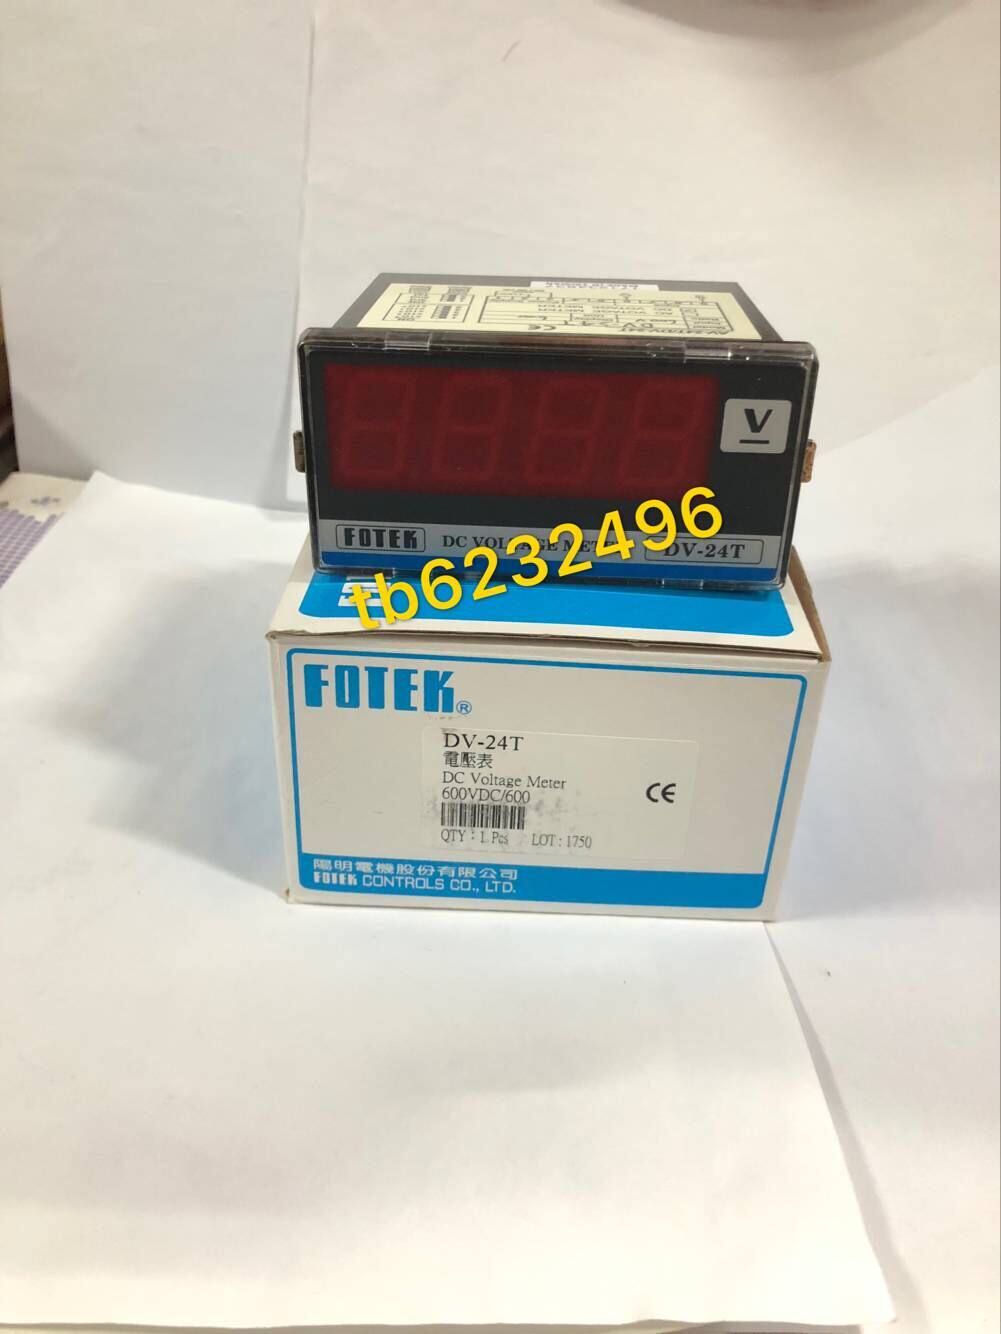 V
FOTEK DC VOLTAGE METER DV-24T
tb6232496
FOTEK®
DV-24T
電壓表
DC Voltage Meter
600VDC/600
CE
QTY : 1 Pcs LOT : 1750
陽明電機股份有限公司
FOTEK CONTROLS CO., LTD.